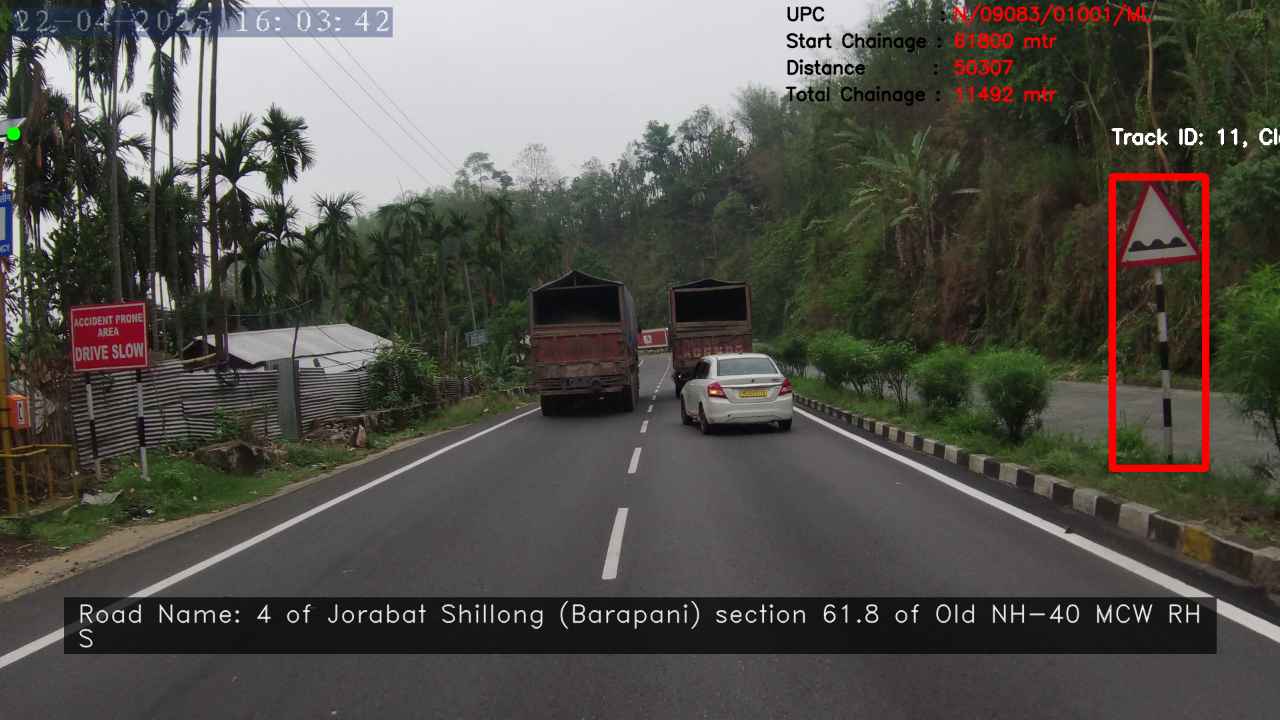 22-04-2025 16:03:42
UPC : N/09083/01001/ML
Start Chainage : 61800 mtr
Distance : 50307
Total Chainage : 11492 mtr
Track ID: 11, Cl
ACCIDENT PRONE
AREA
DRIVE SLOW
Road Name: 4 of Jorabat Shillong (Barapani) section 61.8 of Old NH-40 MCW RH
S